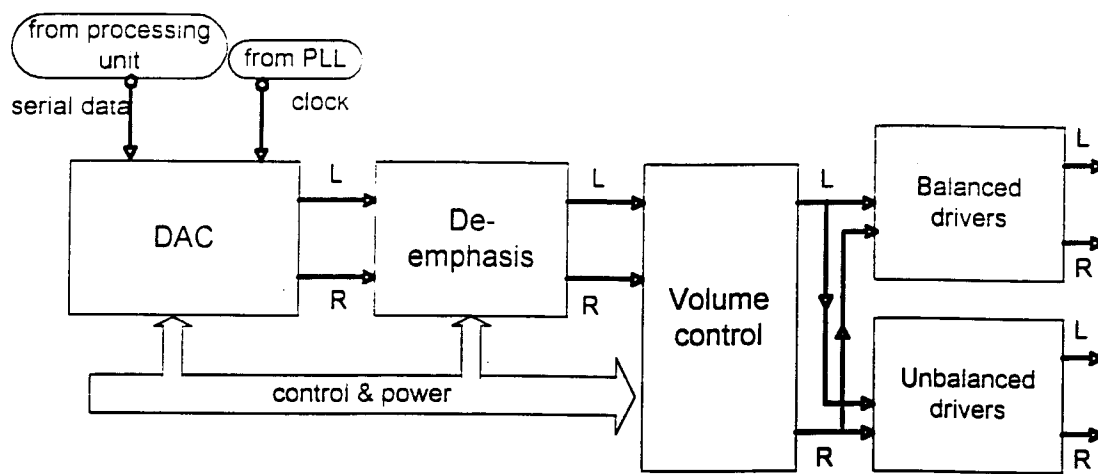 from processing
unit
from PLL
serial data
clock
DAC
L
R
De-
emphasis
L
R
Volume
control
L
R
Balanced
drivers
L
R
Unbalanced
drivers
L
R
control & power